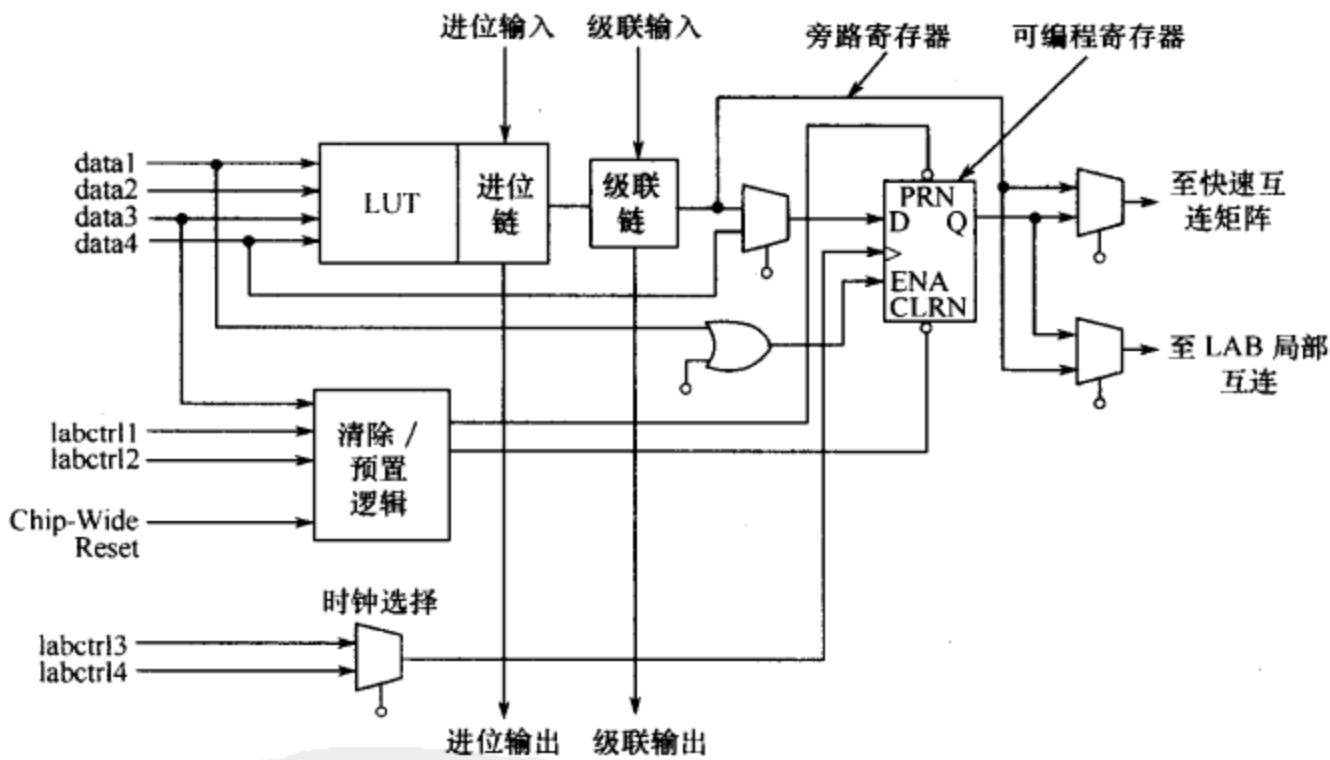 进位输入
级联输入
旁路寄存器
可编程寄存器
data1
data2
data3
data4
LUT
进位
链
级联
链
PRN
D Q
ENA
CLRN
至快速互
连矩阵
至 LAB 局部
互连
labctrl1
labctrl2
Chip-Wide
Reset
清除 /
预置
逻辑
时钟选择
labctrl3
labctrl4
进位输出
级联输出